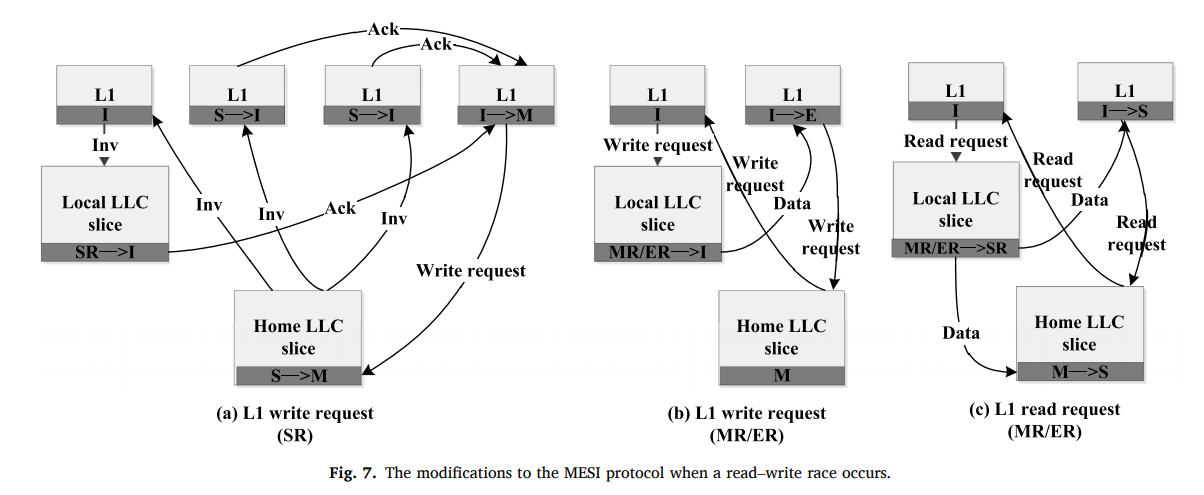 Ack
Ack
L1
I
L1
S—>I
L1
S—>I
L1
I—>M
Inv
Local LLC
slice
SR—>I
Inv
Inv
Ack
Inv
Write request
Home LLC
slice
S—>M
(a) L1 write request
(SR)
L1
I
L1
I—>E
Write request
Write
request
Local LLC
slice
MR/ER—>I
Data
Write
request
Home LLC
slice
M
(b) L1 write request
(MR/ER)
L1
I
L1
I—>S
Read request
Read
request
Local LLC
slice
MR/ER—>SR
Data
Read
request
Data
Home LLC
slice
M—>S
(c) L1 read request
(MR/ER)
Fig. 7. The modifications to the MESI protocol when a read–write race occurs.